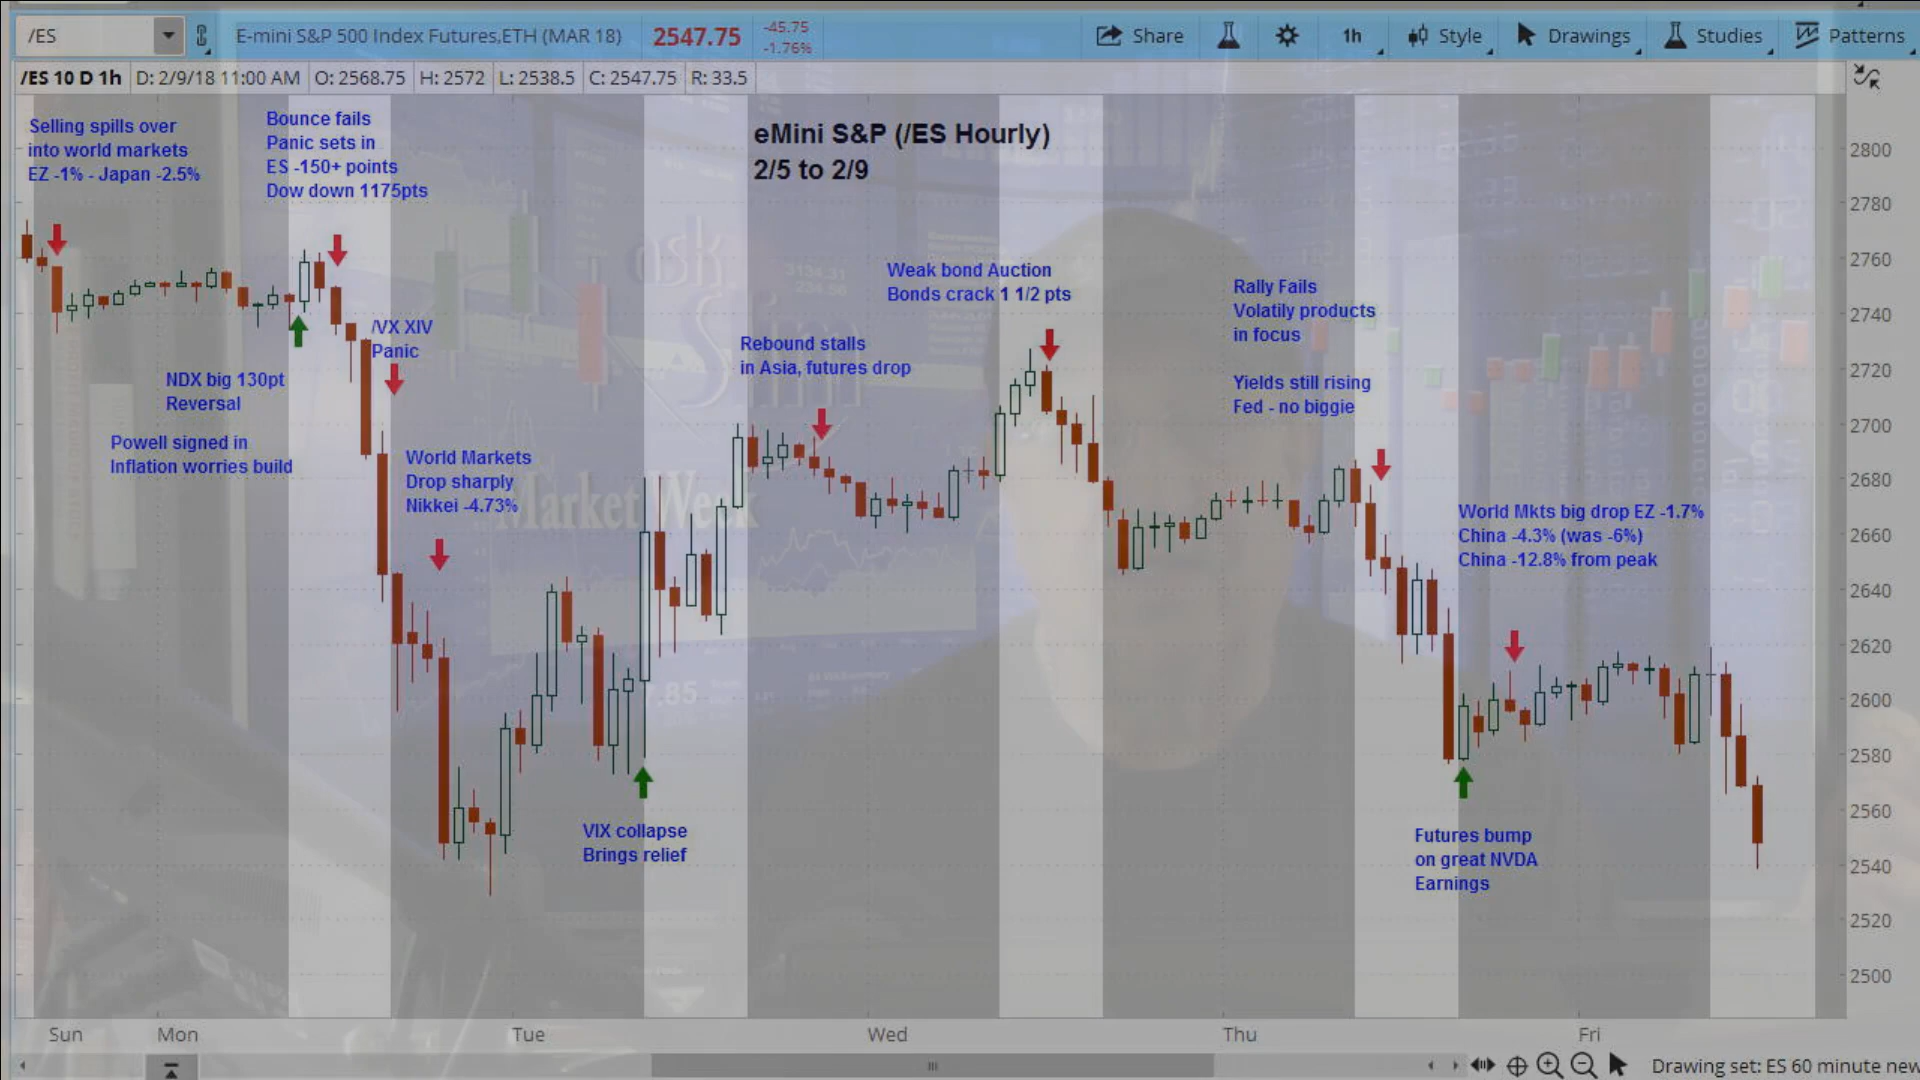 /ES
E-mini S&P 500 Index Futures,ETH (MAR 18)
2547.75
-45.75
-1.76%
Share
1h
Style
Drawings
Studies
Patterns
/ES 10 D 1h
D: 2/9/18 11:00 AM
O: 2568.75
H: 2572
L: 2538.5
C: 2547.75
R: 33.5
eMini S&P (/ES Hourly)
2/5 to 2/9
Selling spills over
into world markets
EZ -1% - Japan -2.5%
Bounce fails
Panic sets in
ES -150+ points
Dow down 1175pts
/VX XIV
Panic
NDX big 130pt
Reversal
Powell signed in
Inflation worries build
World Markets
Drop sharply
Nikkei -4.73%
VIX collapse
Brings relief
Rebound stalls
in Asia, futures drop
Weak bond Auction
Bonds crack 1 1/2 pts
Rally Fails
Volatily products
in focus
Yields still rising
Fed - no biggie
World Mkts big drop EZ -1.7%
China -4.3% (was -6%)
China -12.8% from peak
Futures bump
on great NVDA
Earnings
ask
Slim
Market Week
2800
2780
2760
2740
2720
2700
2680
2660
2640
2620
2600
2580
2560
2540
2520
2500
Sun
Mon
Tue
Wed
Thu
Fri
Drawing set: ES 60 minute new